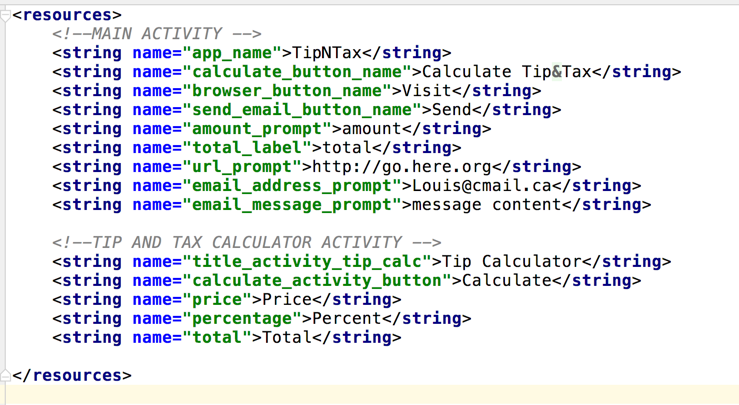 <resources>
<!--MAIN ACTIVITY -->
<string name="app_name">TipNTax</string>
<string name="calculate_button_name">Calculate Tip&Tax</string>
<string name="browser_button_name">Visit</string>
<string name="send_email_button_name">Send</string>
<string name="amount_prompt">amount</string>
<string name="total_label">total</string>
<string name="url_prompt">http://go.here.org</string>
<string name="email_address_prompt">Louis@cmail.ca</string>
<string name="email_message_prompt">message content</string>
<!--TIP AND TAX CALCULATOR ACTIVITY -->
<string name="title_activity_tip_calc">Tip Calculator</string>
<string name="calculate_activity_button">Calculate</string>
<string name="price">Price</string>
<string name="percentage">Percent</string>
<string name="total">Total</string>
</resources>